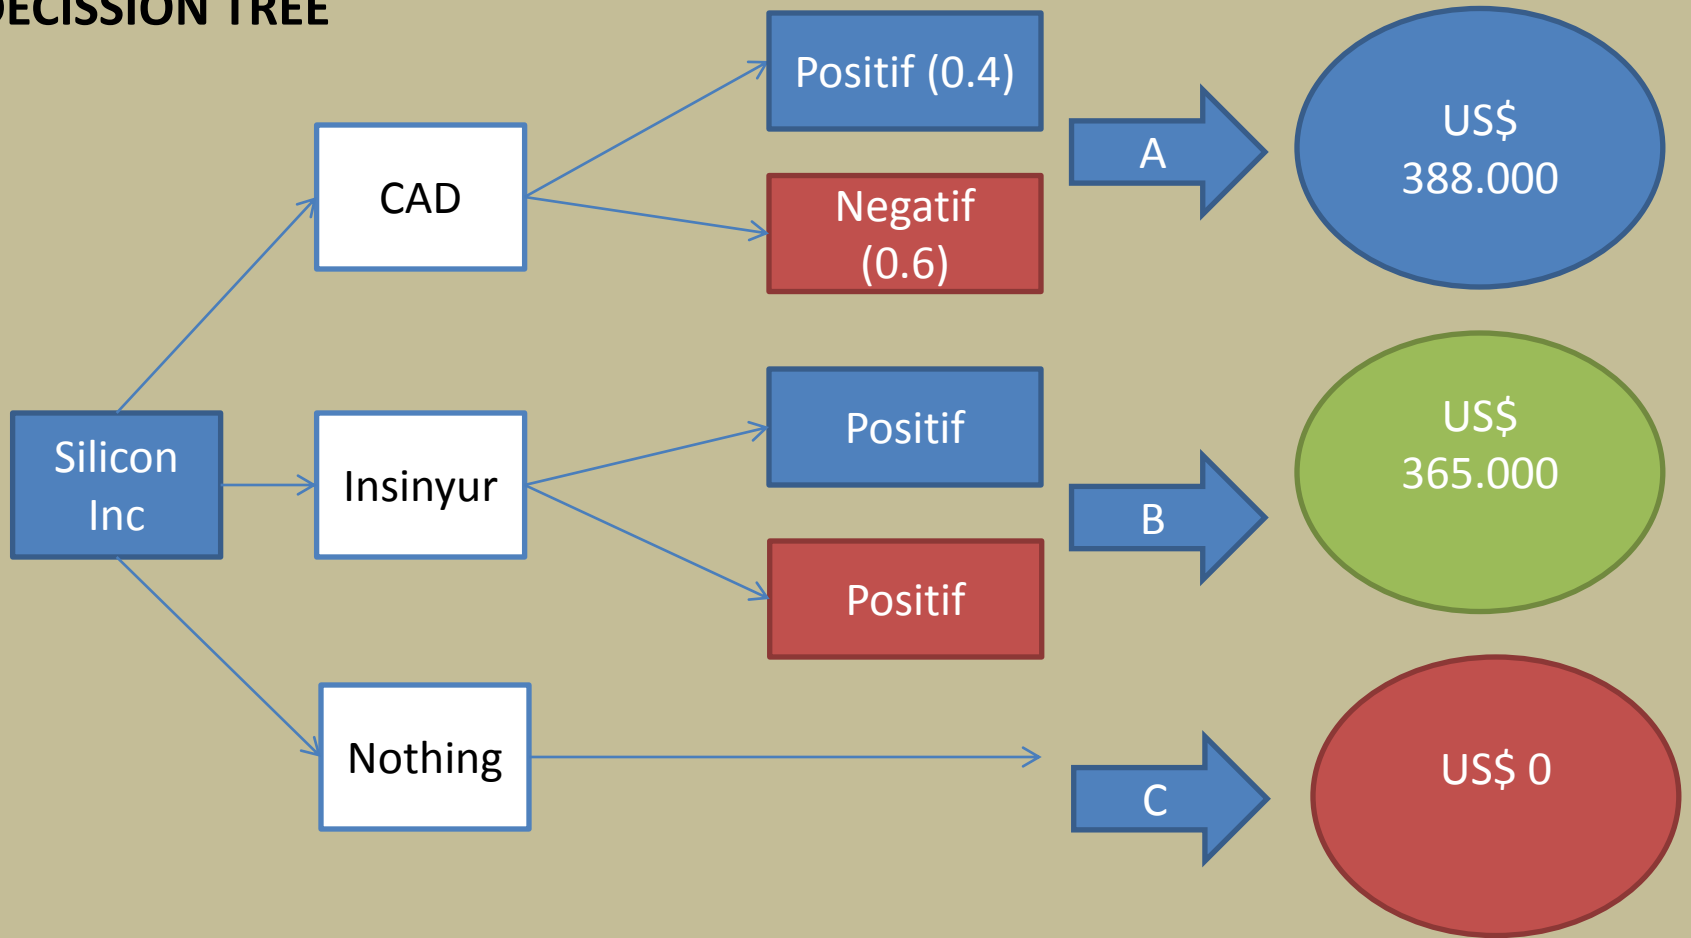 DECISSION TREE
Positif (0.4)
CAD
A
US$
388.000
Negatif
(0.6)
Silicon
Inc
Insinyur
Positif
Positif
B
US$
365.000
Nothing
C
US$ 0